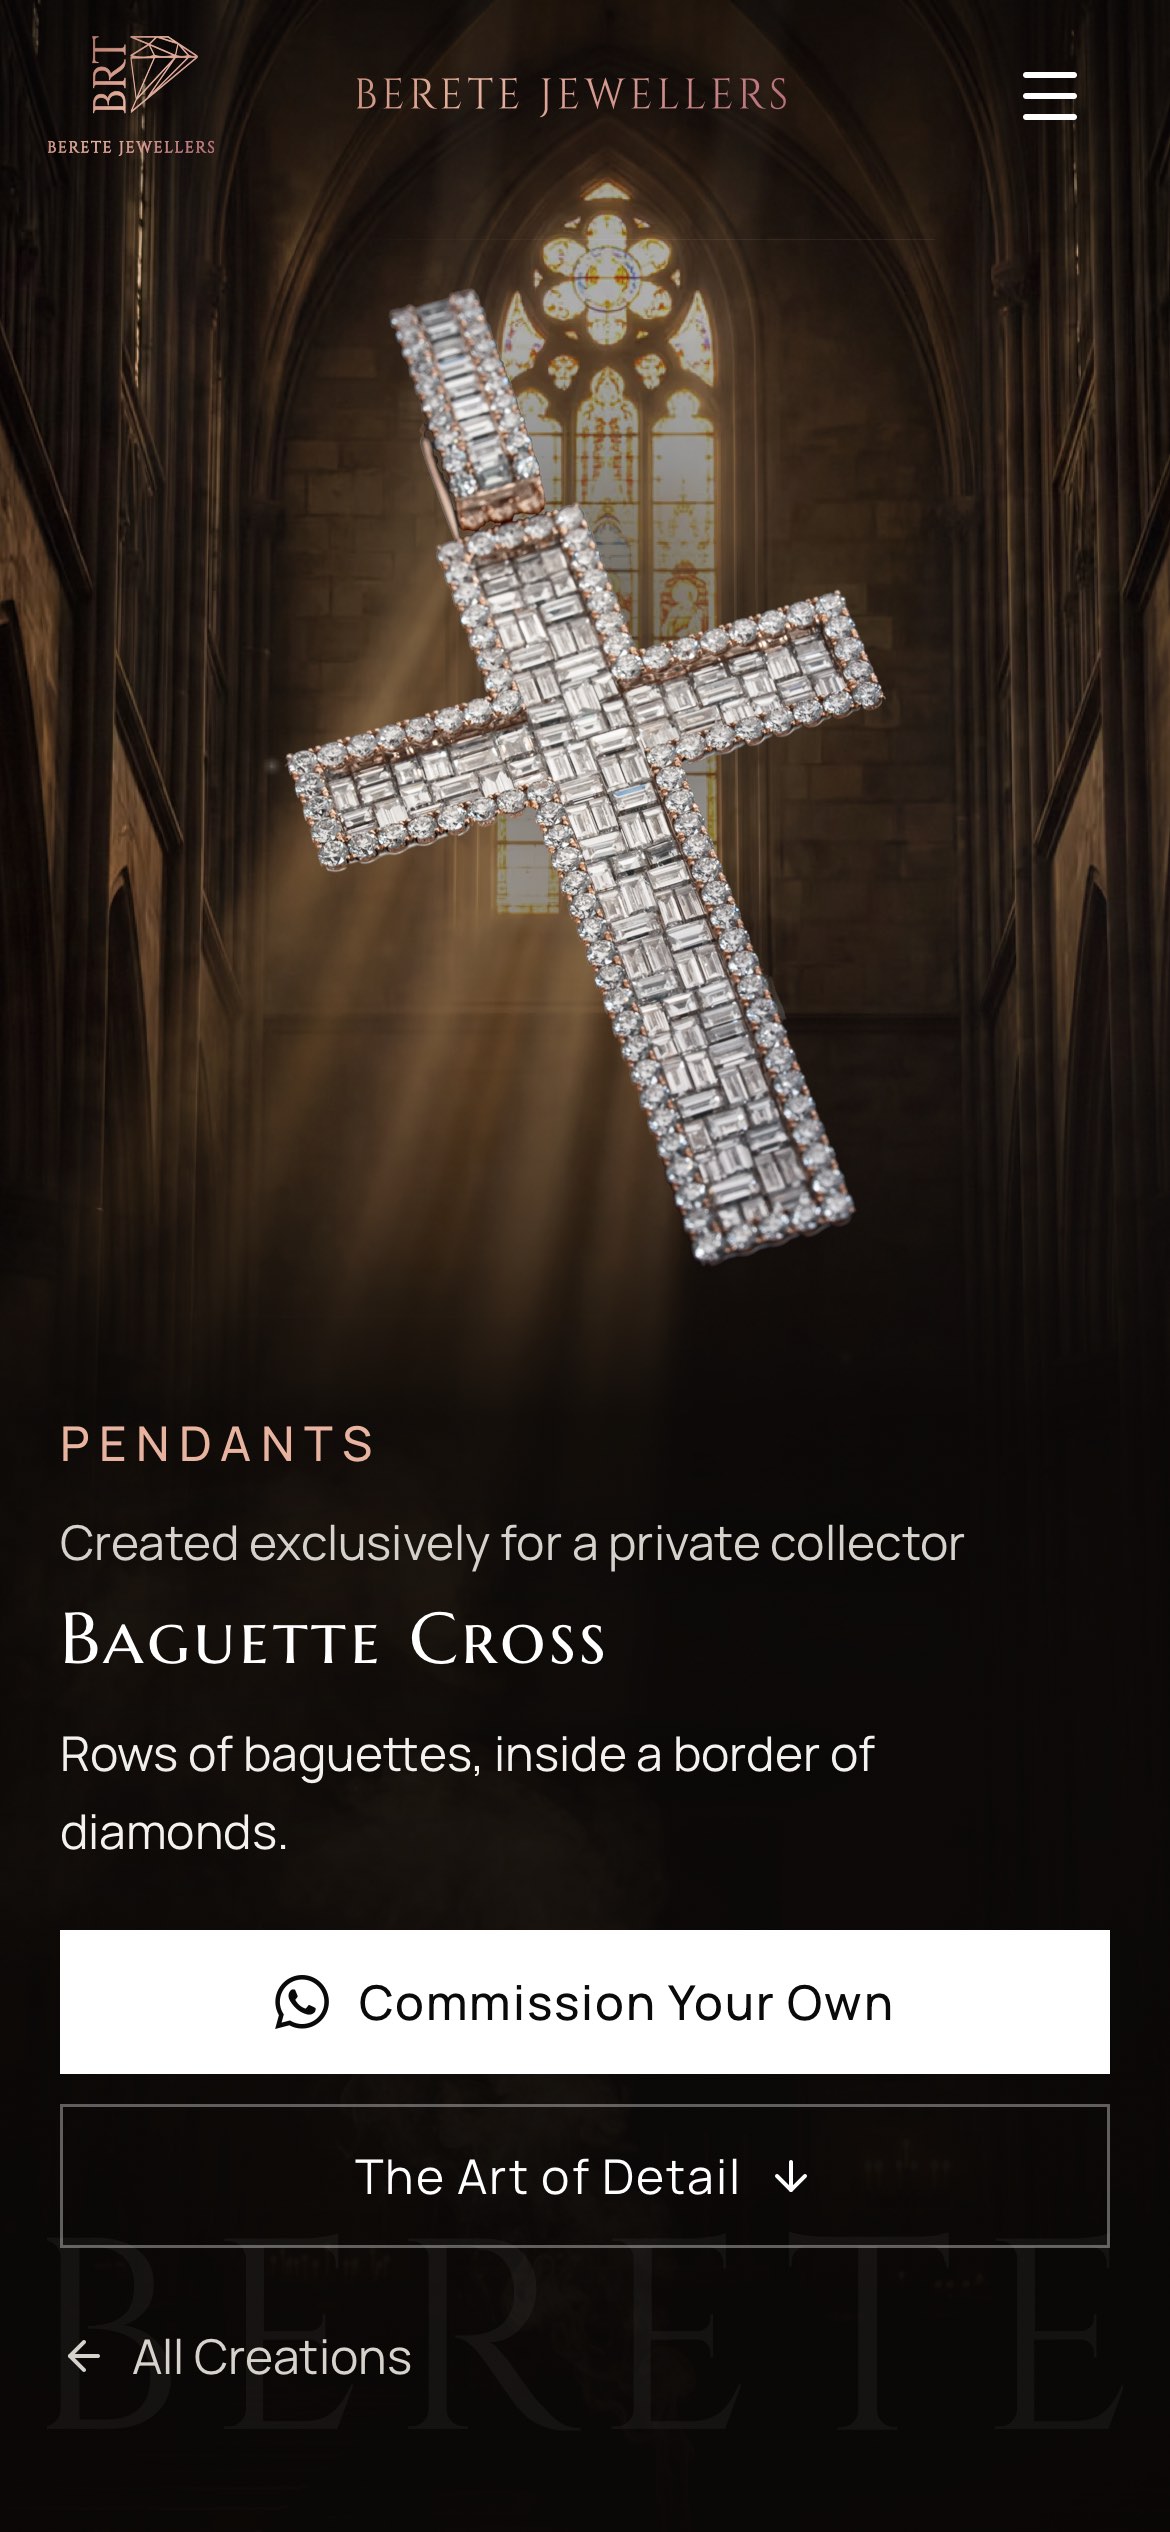 BRT
BERETE JEWELLERS
BERETE JEWELLERS
PENDANTS
Created exclusively for a private collector
Baguette Cross
Rows of baguettes, inside a border of
diamonds.
Commission Your Own
The Art of Detail ↓
BERETE
← All Creations